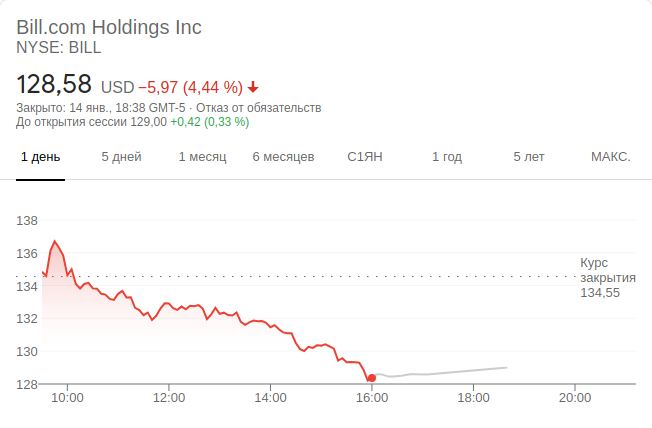 Bill.com Holdings Inc
NYSE: BILL
128,58 USD −5,97 (4,44 %)
Закрыто: 14 янв., 18:38 GMT-5 · Отказ от обязательств
До открытия сессии 129,00 +0,42 (0,33 %)
1 день 5 дней 1 месяц 6 месяцев С1ЯН 1 год 5 лет МАКС.
138
136
134
132
130
128
Курс
закрытия
134,55
10:00 12:00 14:00 16:00 18:00 20:00